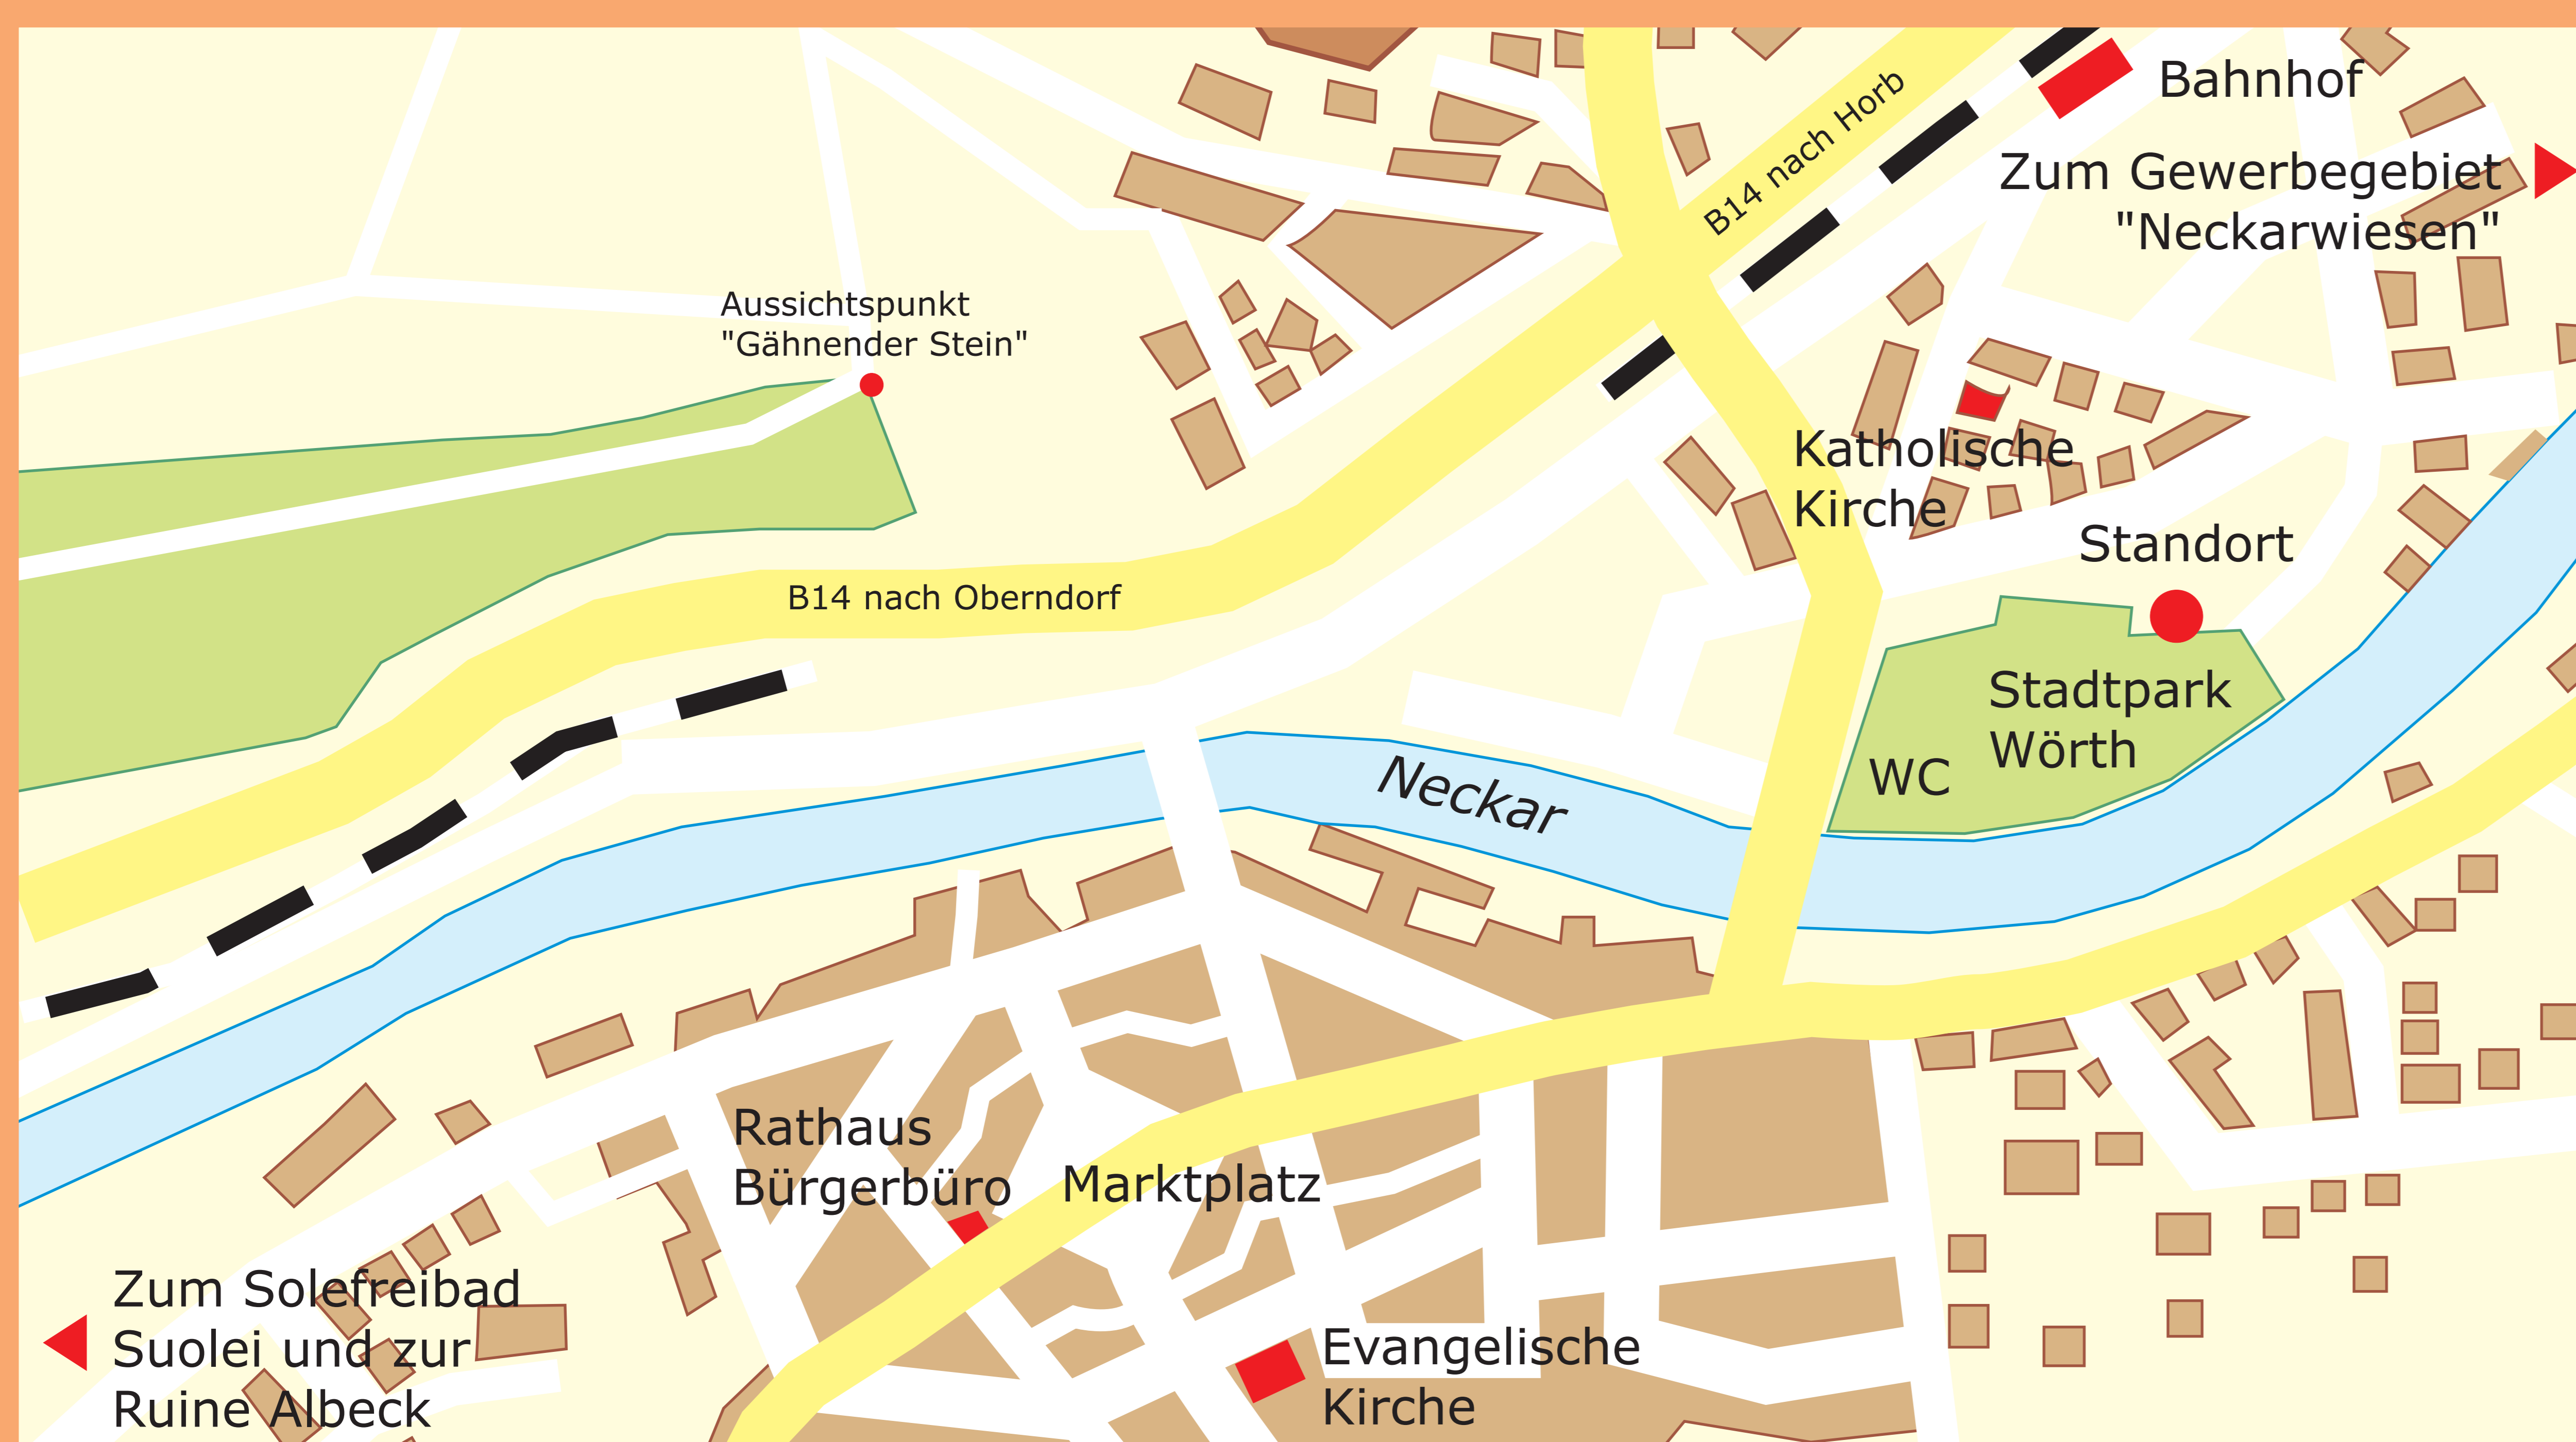 Bahnhof
B14 nach Horb
Zum Gewerbegebiet
"Neckarwiesen"
Aussichtspunkt
"Gähnender Stein"
Katholische
Kirche
Standort
B14 nach Oberndorf
Stadtpark
Wörth
WC
Neckar
Rathaus
Bürgerbüro
Marktplatz
Zum Solefreibad
Suolei und zur
Ruine Albeck
Evangelische
Kirche